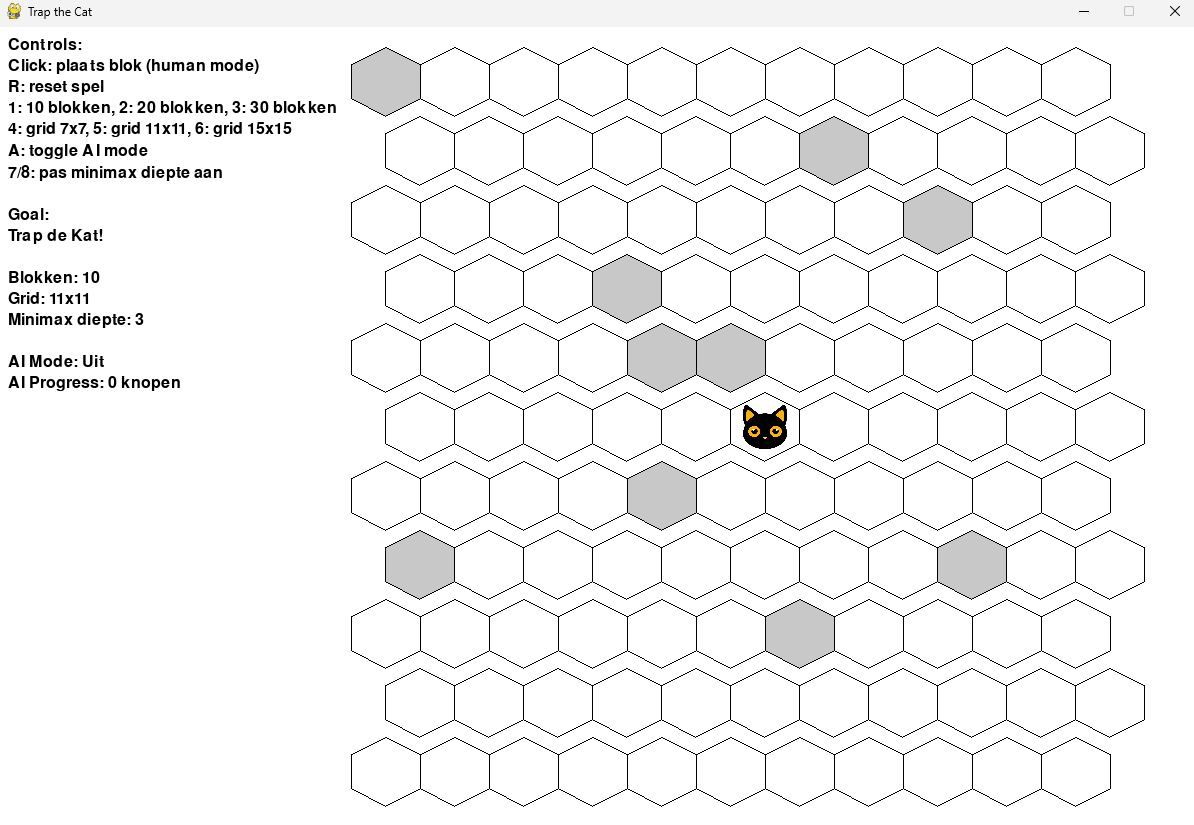 Trap the Cat
Controls:
Click: plaats blok (human mode)
R: reset spel
1: 10 blokken, 2: 20 blokken, 3: 30 blokken
4: grid 7x7, 5: grid 11x11, 6: grid 15x15
A: toggle AI mode
7/8: pas minimax diepte aan
Goal:
Trap de Kat!
Blokken: 10
Grid: 11x11
Minimax diepte: 3
AI Mode: Uit
AI Progress: 0 knopen